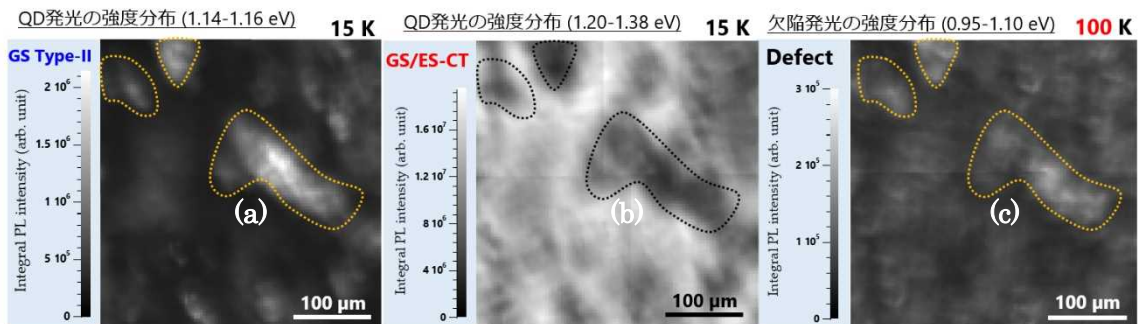 QD発光の強度分布 (1.14-1.16 eV)
15 K
GS Type-II
2 10⁶
1.5 10⁶
1 10⁶
5 10⁵
0
Integral PL intensity (arb. unit)
(a)
100 μm
QD発光の強度分布 (1.20-1.38 eV)
15 K
GS/ES-CT
1.6 10⁷
1.2 10⁷
8 10⁶
4 10⁶
0
Integral PL intensity (arb. unit)
(b)
100 μm
欠陥発光の強度分布 (0.95-1.10 eV)
100 K
Defect
3 10⁵
2 10⁵
1 10⁵
0
Integral PL intensity (arb. unit)
(c)
100 μm